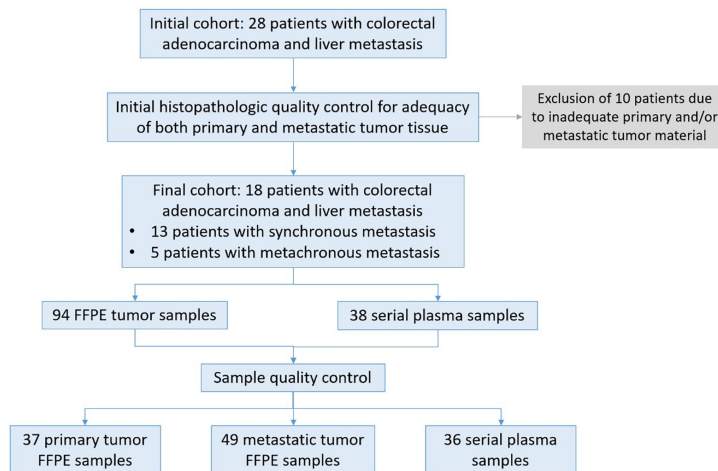 Initial cohort: 28 patients with colorectal
adenocarcinoma and liver metastasis
Initial histopathologic quality control for adequacy
of both primary and metastatic tumor tissue
Exclusion of 10 patients due
to inadequate primary and/or
metastatic tumor material
Final cohort: 18 patients with colorectal
adenocarcinoma and liver metastasis
• 13 patients with synchronous metastasis
• 5 patients with metachronous metastasis
94 FFPE tumor samples
38 serial plasma samples
Sample quality control
37 primary tumor
FFPE samples
49 metastatic tumor
FFPE samples
36 serial plasma
samples